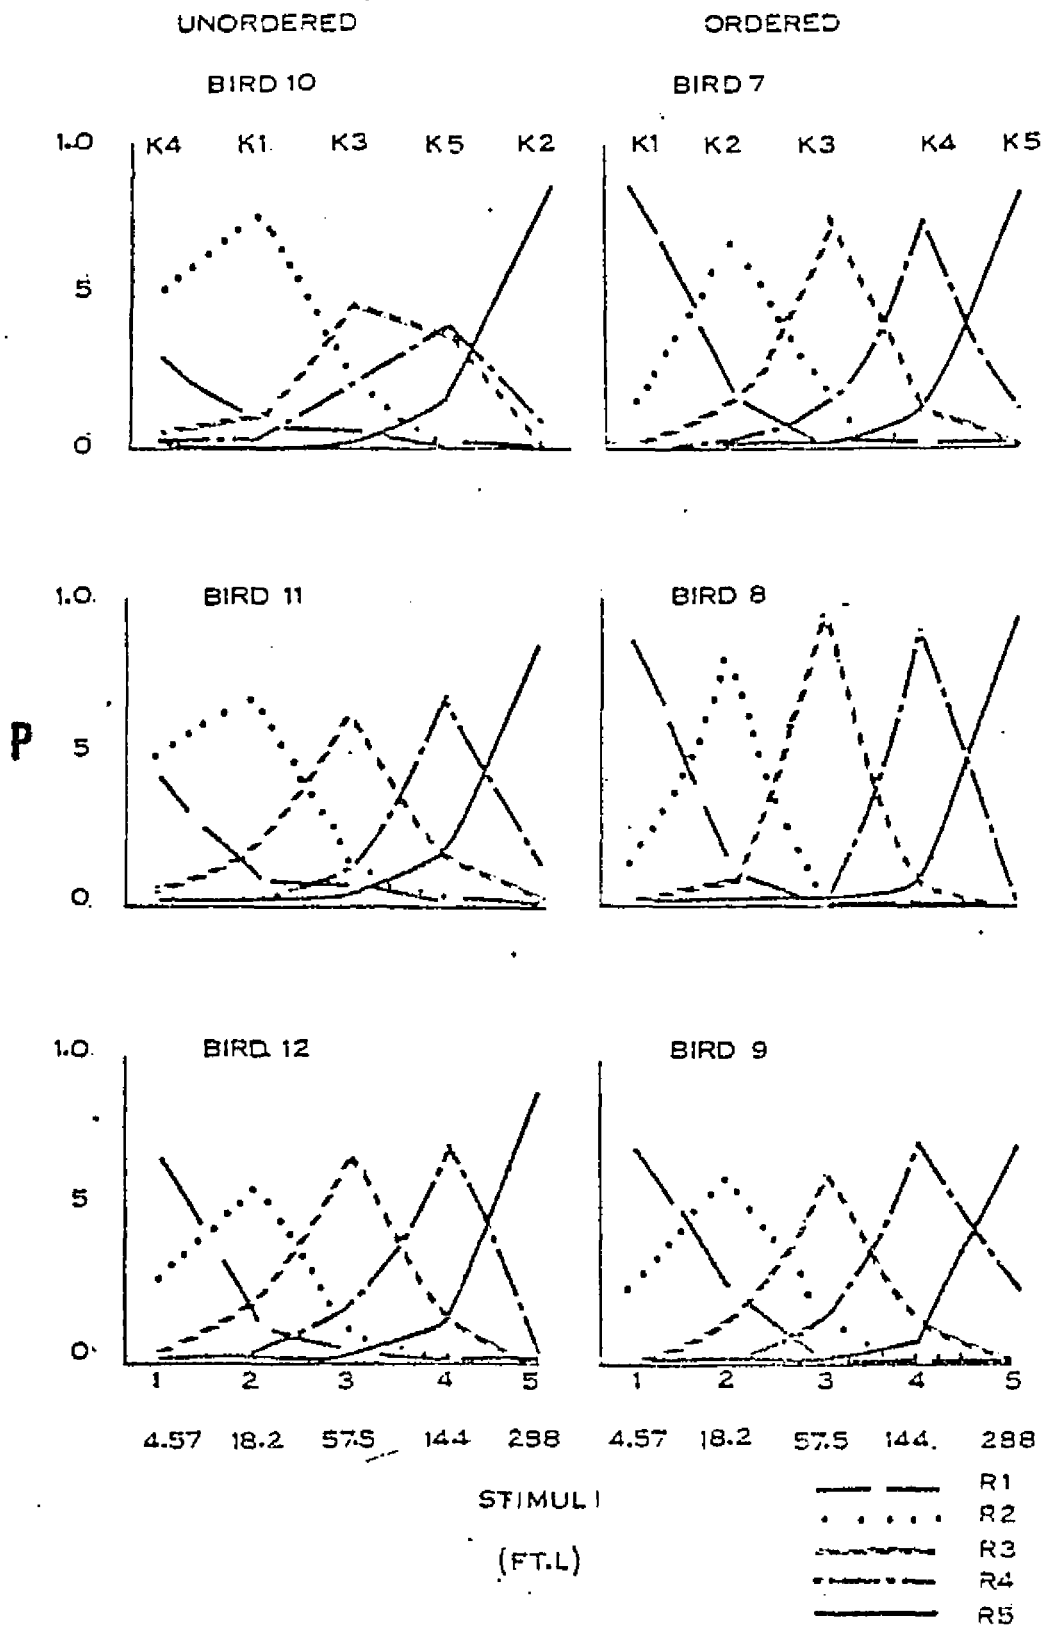 UNORDERED ORDERED
BIRD 10 BIRD 7
1.0 K4 K1 K3 K5 K2 K1 K2 K3 K4 K5
5
0
1.0. BIRD 11 BIRD 8
P 5
0
1.0. BIRD 12 BIRD 9
5
0
1 2 3 4 5 1 2 3 4 5
4.57 18.2 57.5 144 288 4.57 18.2 57.5 144. 288
STIMULI
(FT.L)
R1
R2
R3
R4
R5